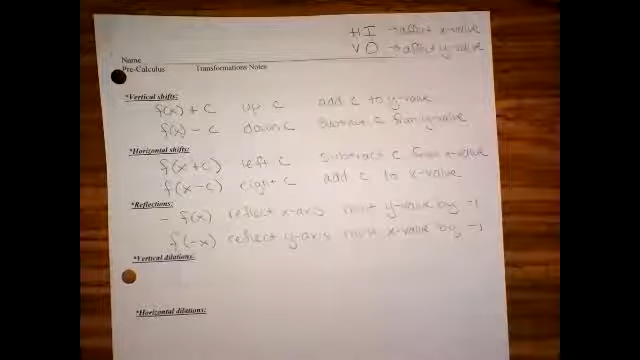 HI → affect x-value
VO → affect y-value
Name
Pre-Calculus Transformations Notes
*Vertical shifts:
f(x) + c up c add c to y-value
f(x) - c down c subtract c from y-value
*Horizontal shifts:
f(x+c) left c subtract c from x-value
f(x-c) right c add c to x-value
*Reflections:
- f(x) reflect x-axis mult y-value by -1
f(-x) reflect y-axis mult x-value by -1
*Vertical dilations:
*Horizontal dilations: